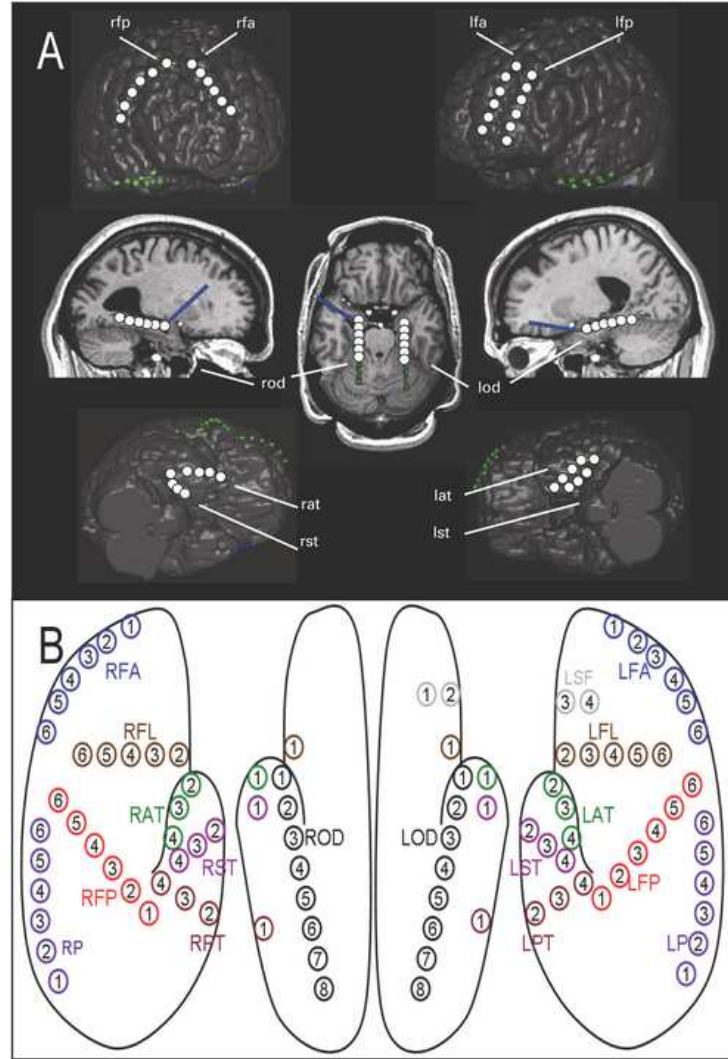 A
rfp
rfa
lfa
lfp
rod
lod
rat
rst
lat
lst
B
1 2 3 4 5 6
RFA
6 5 4 3 2 1
RFL
2 3 4
RAT
2 3 4 1
RST
6 5 4 3 2 1
RFP
6 5 4 3 2 1
RP
4 3 2 1
RPT
1 2 3 4 5 6 7 8
ROD
1 2 3 4 5 6 7 8
LOD
1 2 3 4
LSF
1 2 3 4 5 6
LFA
1 2 3 4 5 6
LFL
1 2 3 4
LAT
1 2 3 4
LST
6 5 4 3 2 1
LFP
6 5 4 3 2 1
LP
1 2 3 4
LPT